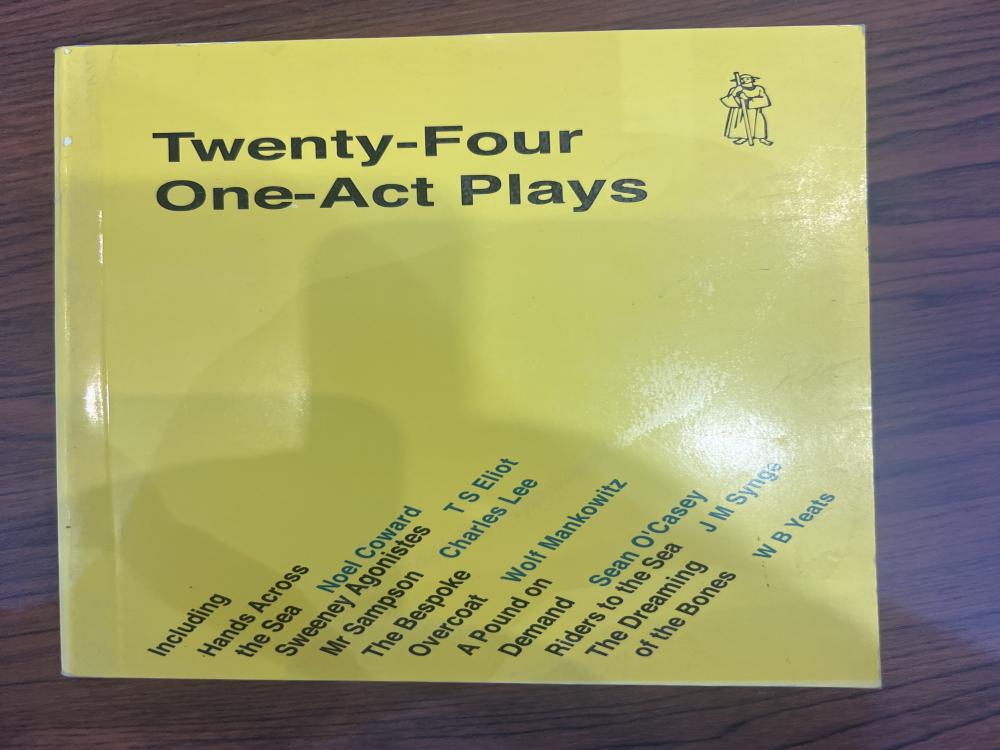 Twenty-Four
One-Act Plays
Including
Hands Across
the Sea Noel Coward
Sweeney Agonistes T S Eliot
Mr Sampson Charles Lee
The Bespoke
Overcoat Wolf Mankowitz
A Pound on
Demand Sean O'Casey
Riders to the Sea J M Synge
The Dreaming
of the Bones W B Yeats